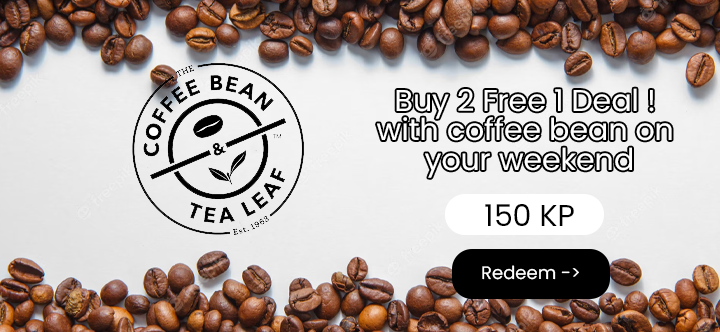 THE
COFFEE BEAN
&
TEA LEAF
TM
Est. 1963
Buy 2 Free 1 Deal !
with coffee bean on
your weekend
150 KP
Redeem ->